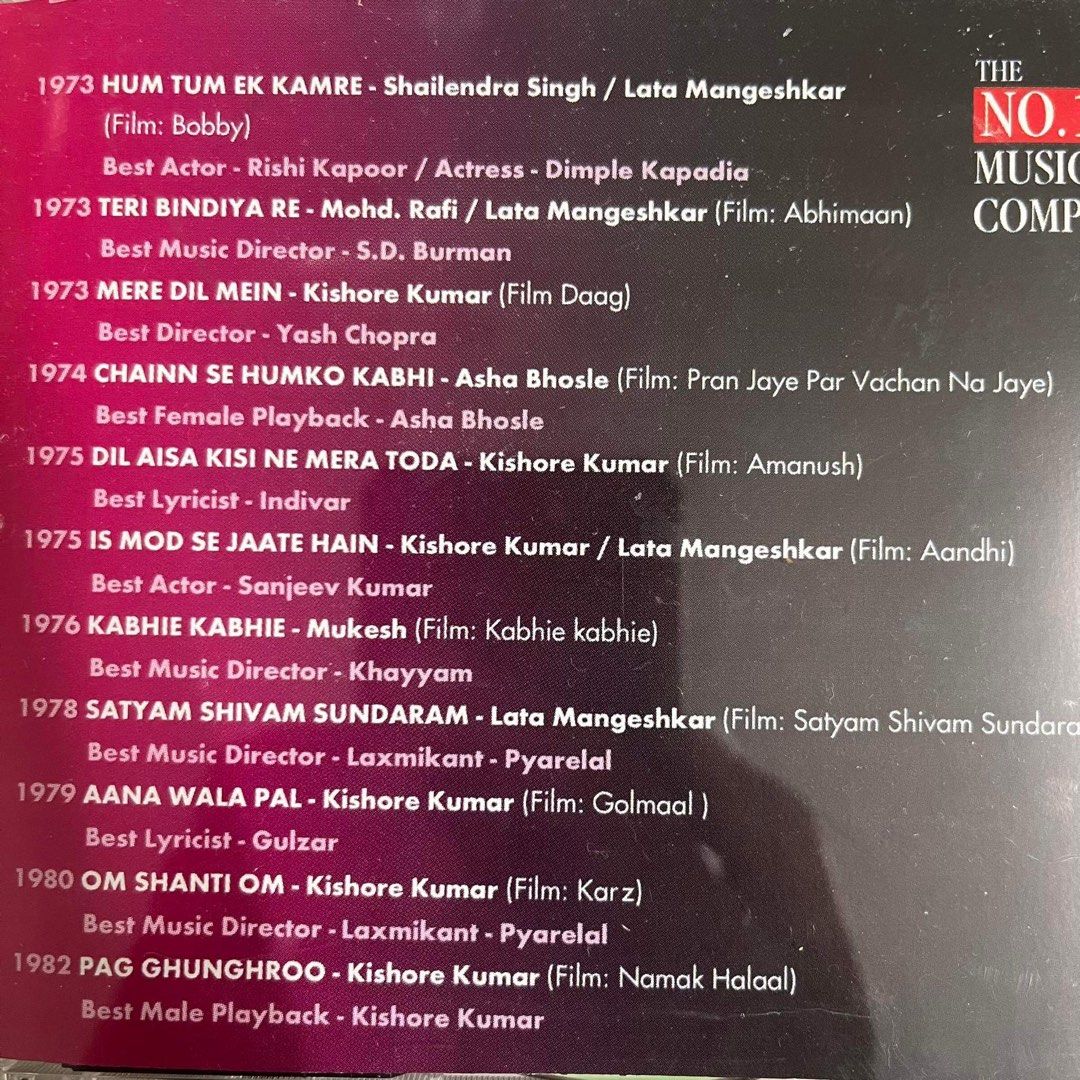 1973 HUM TUM EK KAMRE - Shailendra Singh / Lata Mangeshkar
(Film: Bobby)
Best Actor - Rishi Kapoor / Actress - Dimple Kapadia
1973 TERI BINDIYA RE - Mohd. Rafi / Lata Mangeshkar (Film: Abhimaan)
Best Music Director - S.D. Burman
1973 MERE DIL MEIN - Kishore Kumar (Film Daag)
Best Director - Yash Chopra
1974 CHAINN SE HUMKO KABHI - Asha Bhosle (Film: Pran Jaye Par Vachan Na Jaye)
Best Female Playback - Asha Bhosle
1975 DIL AISA KISI NE MERA TODA - Kishore Kumar (Film: Amanush)
Best Lyricist - Indivar
1975 IS MOD SE JAATE HAIN - Kishore Kumar / Lata Mangeshkar (Film: Aandhi)
Best Actor - Sanjeev Kumar
1976 KABHIE KABHIE - Mukesh (Film: Kabhie kabhie)
Best Music Director - Khayyam
1978 SATYAM SHIVAM SUNDARAM - Lata Mangeshkar (Film: Satyam Shivam Sundara
Best Music Director - Laxmikant - Pyarelal
1979 AANA WALA PAL - Kishore Kumar (Film: Golmaal )
Best Lyricist - Gulzar
1980 OM SHANTI OM - Kishore Kumar (Film: Karz)
Best Music Director - Laxmikant - Pyarelal
1982 PAG GHUNGHROO - Kishore Kumar (Film: Namak Halaal)
Best Male Playback - Kishore Kumar
THE
NO.1
MUSIC
COMP